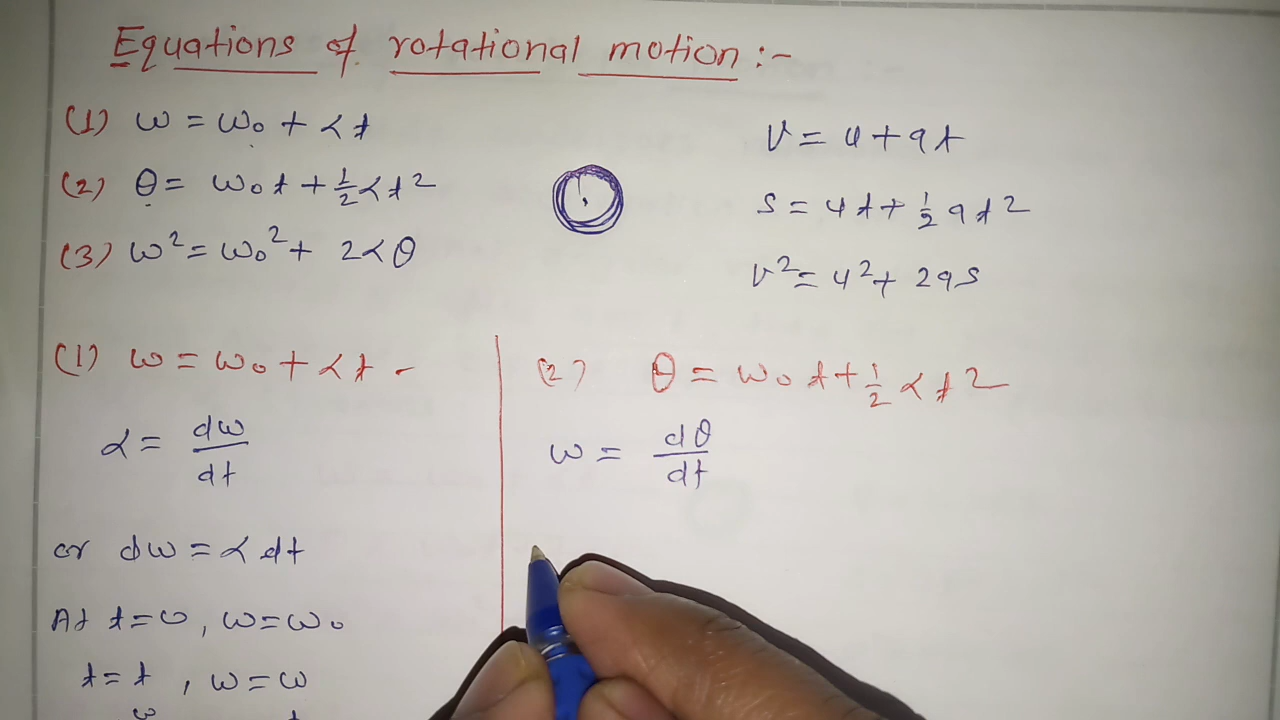 Equations of rotational motion :-
(1) ω = ω₀ + αt
(2) θ = ω₀t + ½αt²
(3) ω² = ω₀² + 2αθ
v = u + at
s = ut + ½at²
v² = u² + 2as
(1) ω = ω₀ + αt -
α = dω/dt
or dω = α dt
At t=0, ω=ω₀
t=t, ω=ω
(2) θ = ω₀t + ½αt²
ω = dθ/dt